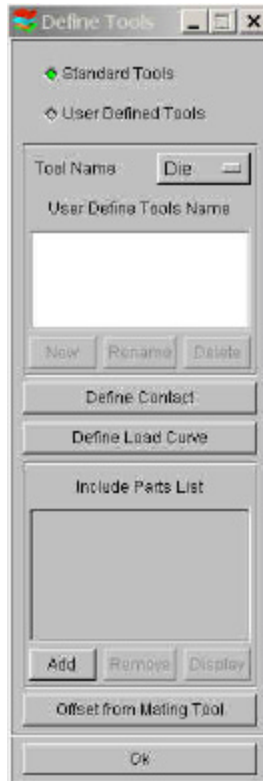 Define Tools
Standard Tools
User Defined Tools
Tool Name Die
User Define Tools Name
New Rename Delete
Define Contact
Define Load Curve
Include Parts List
Add Remove Display
Offset from Mating Tool
Ok